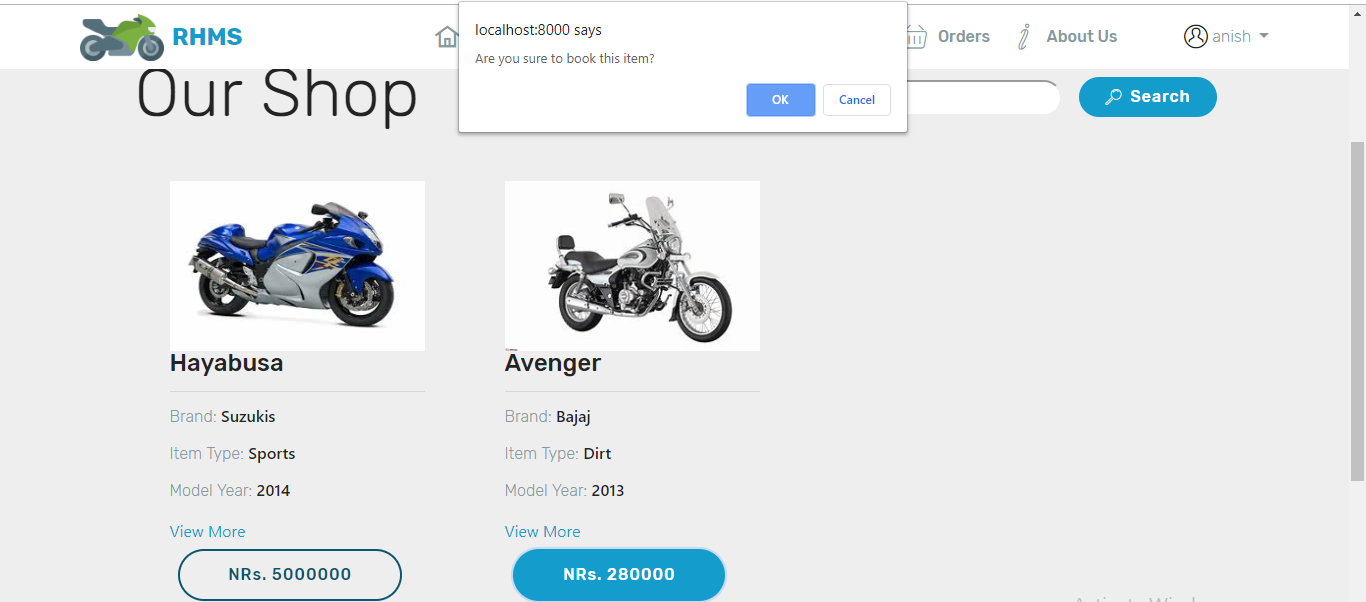 localhost:8000 says
Are you sure to book this item?
OK
Cancel
RHMS
Orders
About Us
anish
Our Shop
Search
Hayabusa
Brand: Suzukis
Item Type: Sports
Model Year: 2014
View More
NRs. 5000000
Avenger
Brand: Bajaj
Item Type: Dirt
Model Year: 2013
View More
NRs. 280000